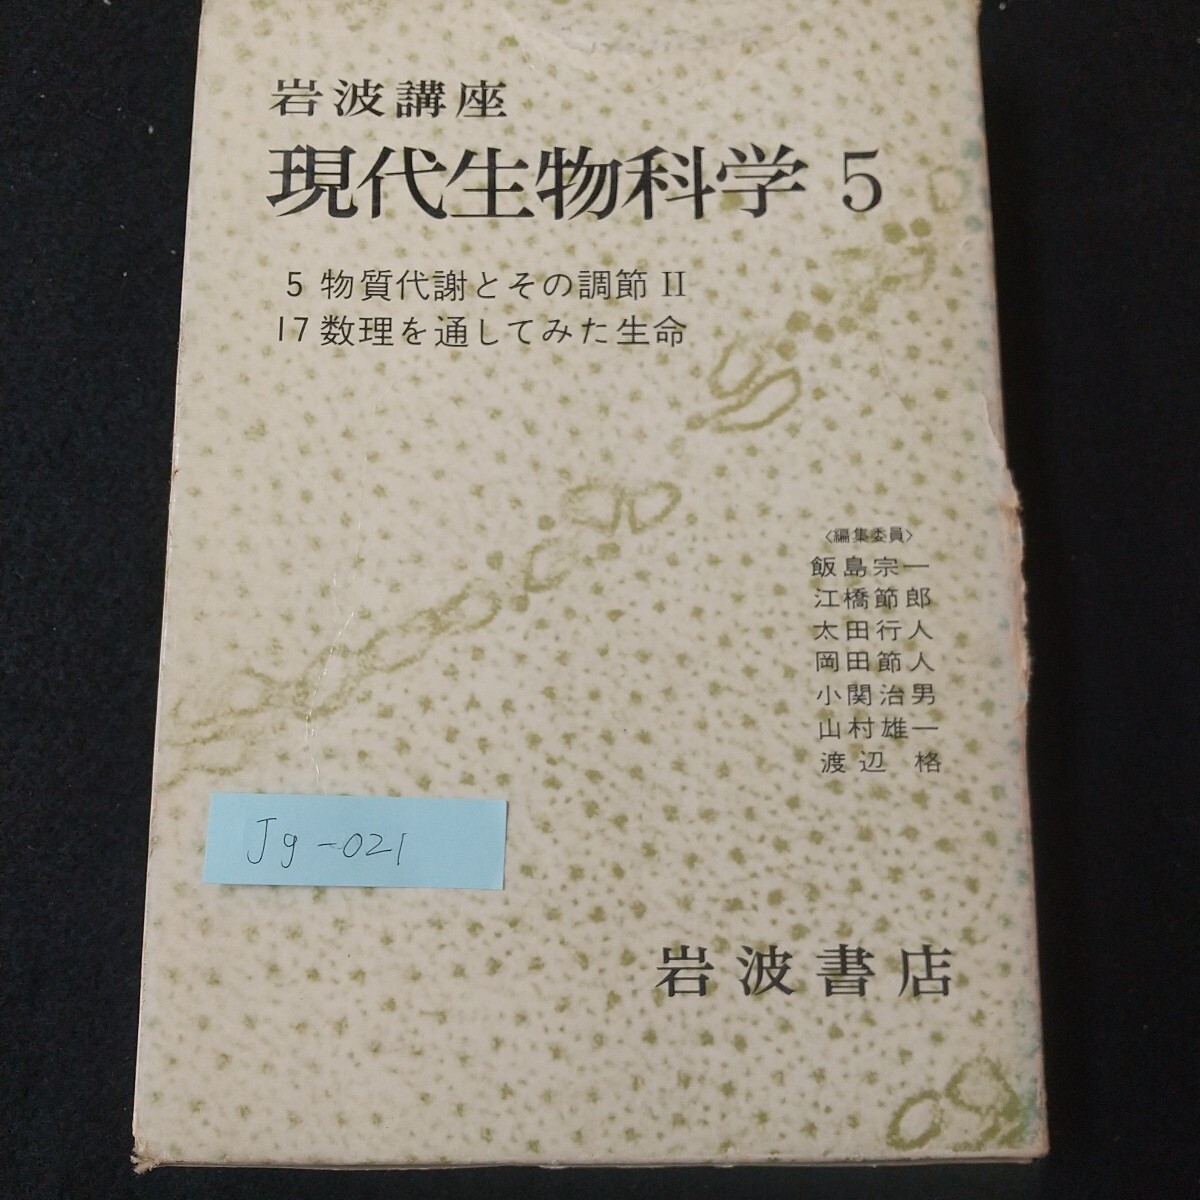 岩波講座
現代生物科学 5
5 物質代謝とその調節 II
17 数理を通してみた生命
〈編集委員〉
飯島宗一
江橋節郎
太田行人
岡田節人
小関治男
山村雄一
渡辺 格
Jg-021
岩波書店